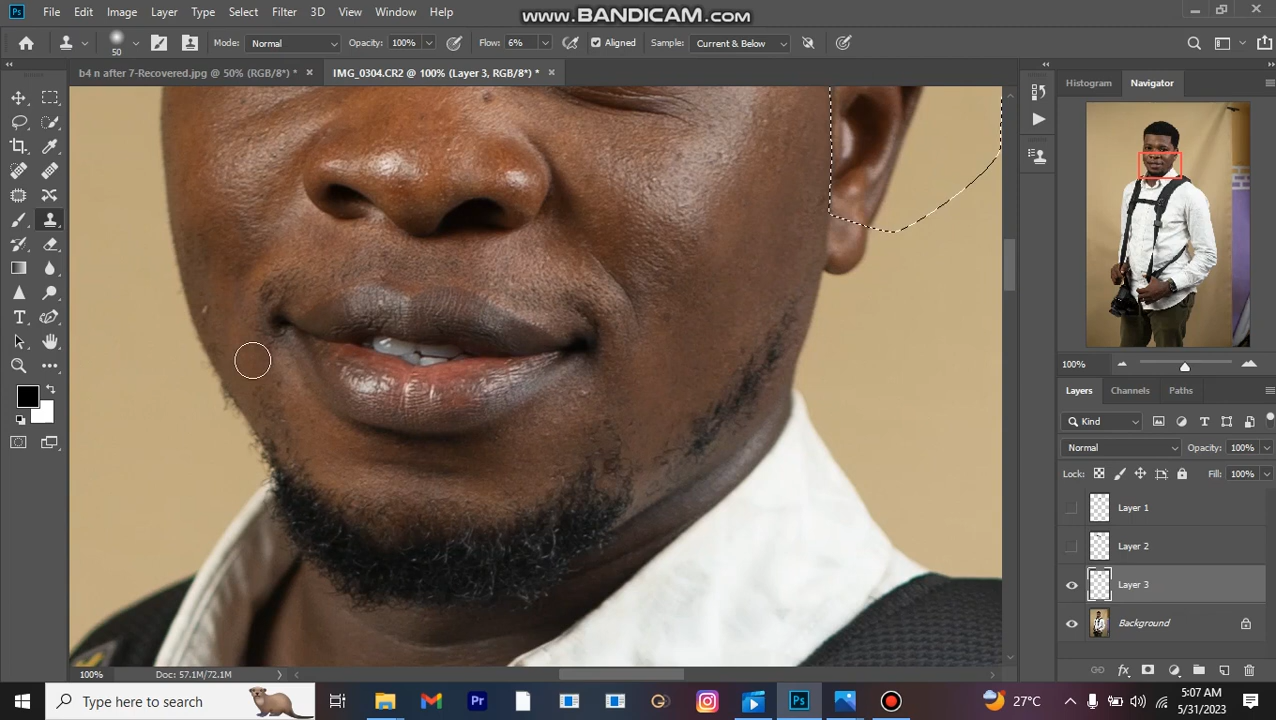 www.BANDICAM.com
Ps File Edit Image Layer Type Select Filter 3D View Window Help
50 Mode: Normal Opacity: 100% Flow: 6% Aligned Sample: Current & Below
b4 n after 7-Recovered.jpg @ 50% (RGB/8*) * × IMG_0304.CR2 @ 100% (Layer 3, RGB/8*) * ×
Histogram Navigator
100%
Layers Channels Paths
Kind
Normal Opacity: 100%
Lock: Fill: 100%
Layer 1
Layer 2
Layer 3
Background
fx
100% Doc: 57.1M/72.1M
Type here to search
Pr
Ps
27°C
5:07 AM
5/31/2023